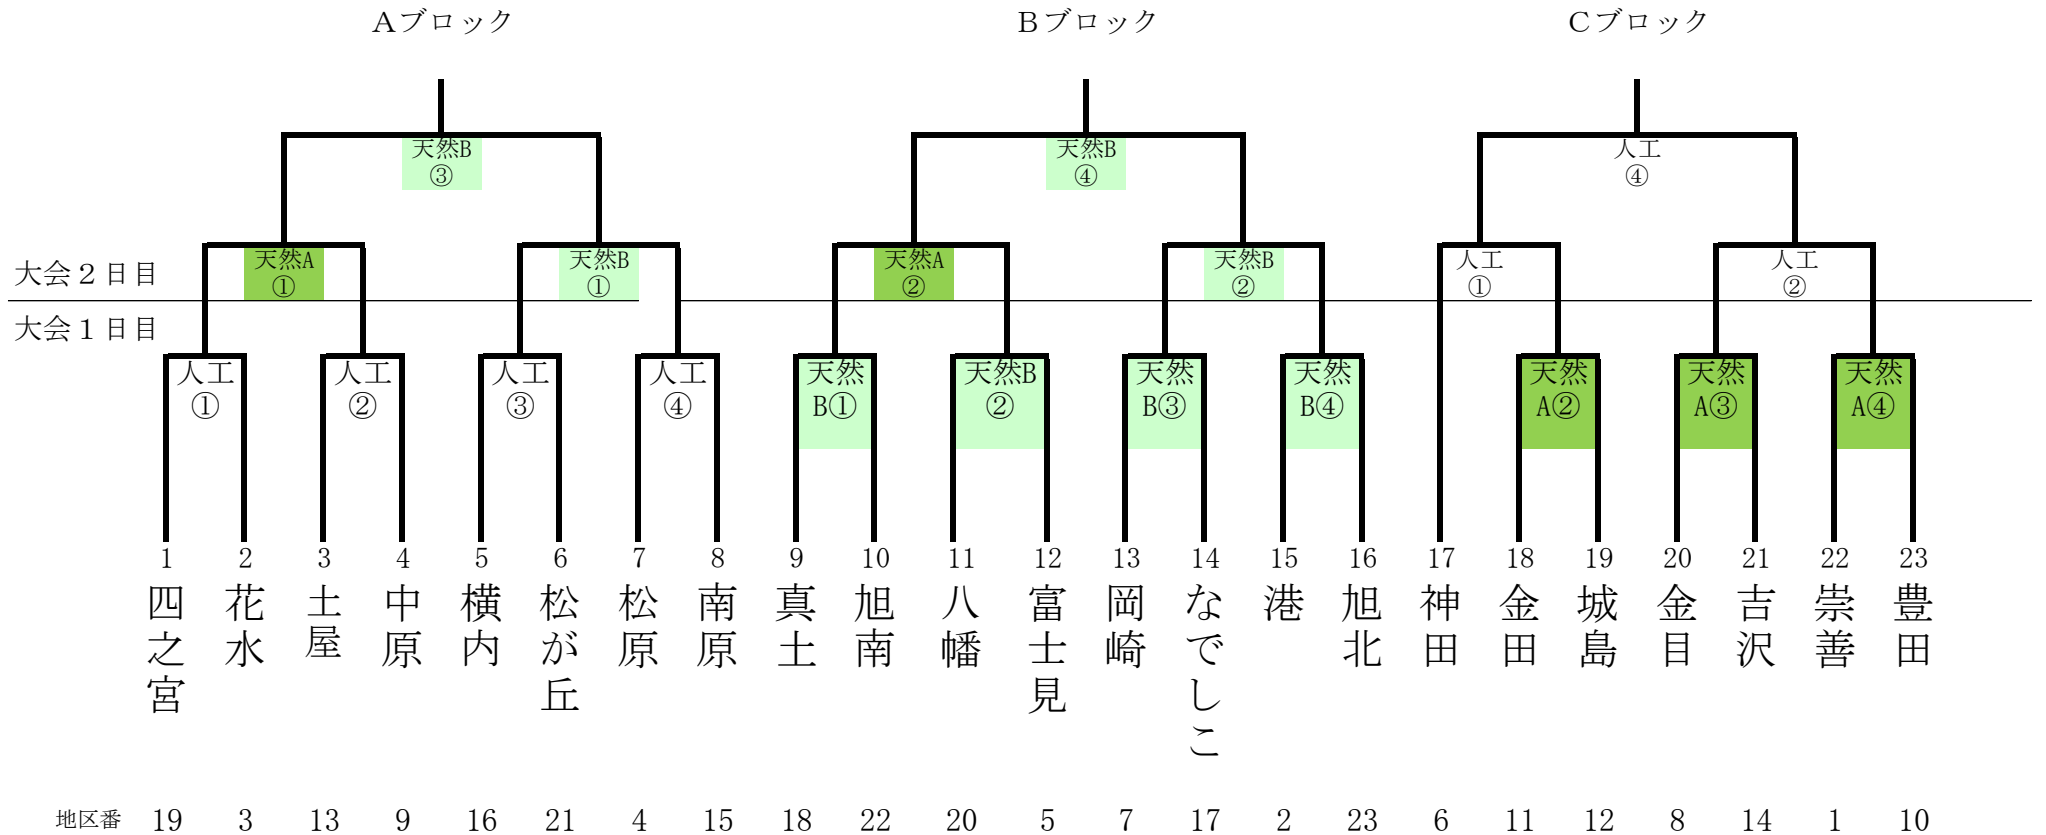 Aブロック Bブロック Cブロック
天然B 天然B 人工
③ ④ ④
天然A 天然B 天然A 天然B 人工 人工
大会２日目
① ① ② ② ① ②
大会１日目
人工 人工 人工 人工 天然 天然B 天然 天然 天然 天然 天然
① ② ③ ④ B① ② B③ B④ A② A③ A④
1 2 3 4 5 6 7 8 9 10 11 12 13 14 15 16 17 18 19 20 21 22 23
四之宮 花水 土屋 中原 横内 松が丘 松原 南原 真土 旭南 八幡 富士見 岡崎 なでしこ 港 旭北 神田 金田 城島 金目 吉沢 崇善 豊田
地区番 19 3 13 9 16 21 4 15 18 22 20 5 7 17 2 23 6 11 12 8 14 1 10